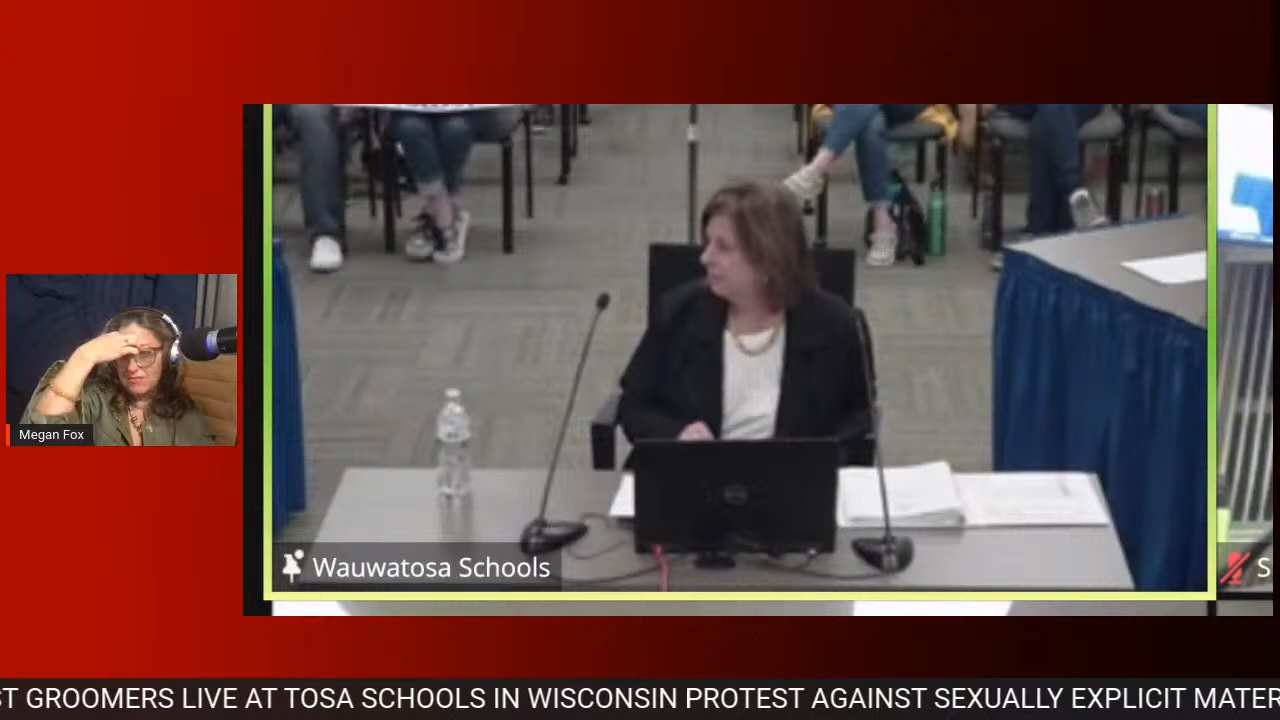 Megan Fox
Wauwatosa Schools
S
ST GROOMERS LIVE AT TOSA SCHOOLS IN WISCONSIN PROTEST AGAINST SEXUALLY EXPLICIT MATER